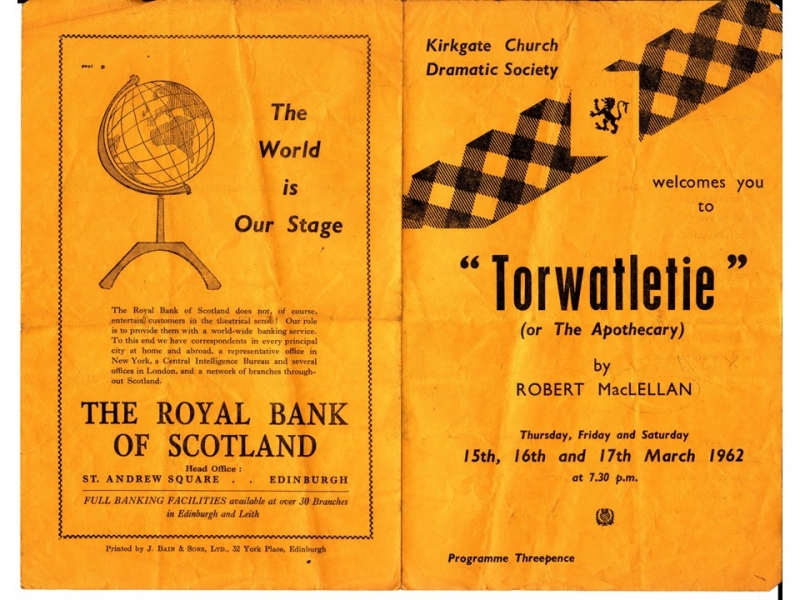 The
World
is
Our Stage
The Royal Bank of Scotland does not, of course,
entertain customers in the theatrical sense! Our role
is to provide them with a world-wide banking service.
To this end we have correspondents in every principal
city at home and abroad, a representative office in
New York, a Central Intelligence Bureau and several
offices in London, and a network of branches through-
out Scotland.
THE ROYAL BANK
OF SCOTLAND
Head Office :
ST. ANDREW SQUARE . . EDINBURGH
FULL BANKING FACILITIES available at over 30 Branches
in Edinburgh and Leith
Printed by J. BAIN & SONS, LTD., 32 York Place, Edinburgh
Kirkgate Church
Dramatic Society
welcomes you
to
“ Torwatletie ”
(or The Apothecary)
by
ROBERT MacLELLAN
Thursday, Friday and Saturday
15th, 16th and 17th March 1962
at 7.30 p.m.
Programme Threepence